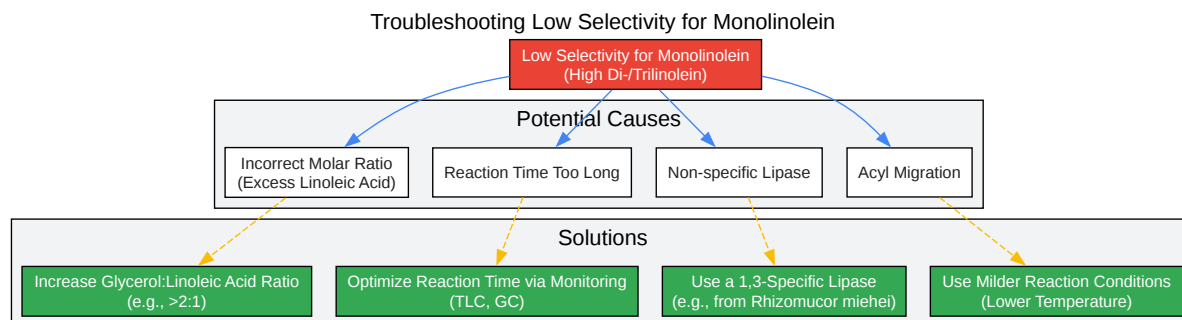 Troubleshooting Low Selectivity for Monolinolein
Low Selectivity for Monolinolein
(High Di-/Trilinolein)
Potential Causes
Incorrect Molar Ratio
(Excess Linoleic Acid)
Reaction Time Too Long
Non-specific Lipase
Acyl Migration
Solutions
Increase Glycerol:Linoleic Acid Ratio
(e.g., >2:1)
Optimize Reaction Time via Monitoring
(TLC, GC)
Use a 1,3-Specific Lipase
(e.g., from Rhizomucor miehei)
Use Milder Reaction Conditions
(Lower Temperature)